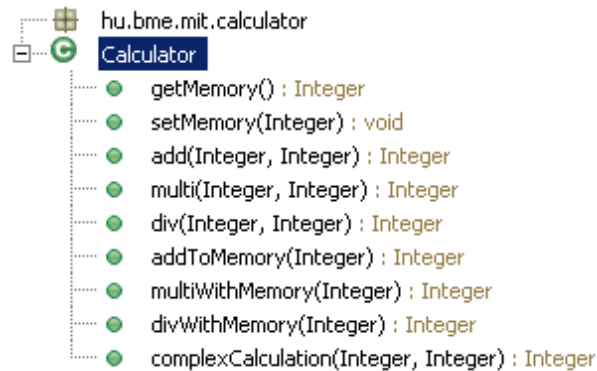 hu.bme.mit.calculator
C Calculator
getMemory() : Integer
setMemory(Integer) : void
add(Integer, Integer) : Integer
multi(Integer, Integer) : Integer
div(Integer, Integer) : Integer
addToMemory(Integer) : Integer
multiWithMemory(Integer) : Integer
divWithMemory(Integer) : Integer
complexCalculation(Integer, Integer) : Integer